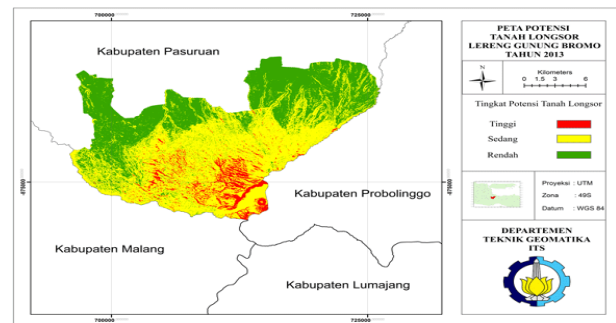 700000
725000
Kabupaten Pasuruan
Kabupaten Probolinggo
Kabupaten Malang
Kabupaten Lumajang
700000
725000
PETA POTENSI
TANAH LONGSOR
LERENG GUNUNG BROMO
TAHUN 2013
N
Kilometers
0 1.5 3 6
Tingkat Potensi Tanah Longsor
Tinggi
Sedang
Rendah
Proyeksi : UTM
Zona : 49S
Datum : WGS 84
DEPARTEMEN
TEKNIK GEOMATIKA
ITS